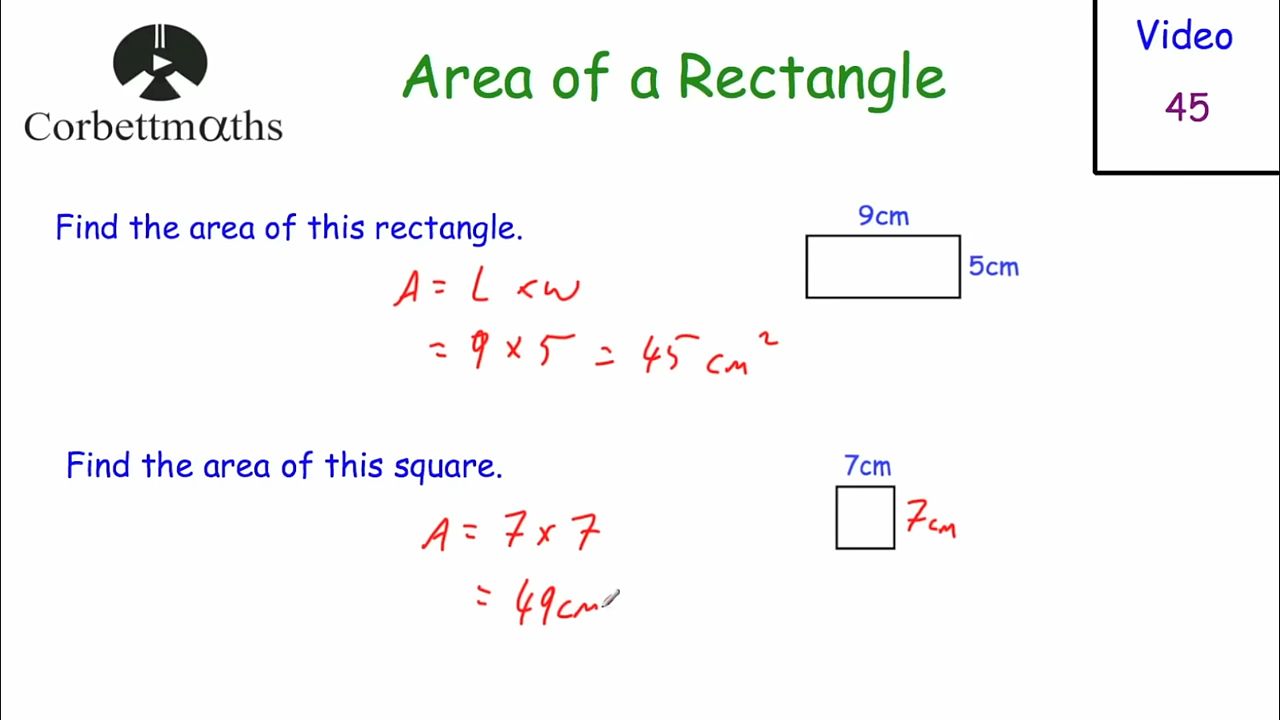 Corbettmαths
Area of a Rectangle
Video
45
Find the area of this rectangle.
9cm
5cm
A = L × w
= 9 × 5 = 45 cm²
Find the area of this square.
7cm
7cm
A = 7 × 7
= 49cm